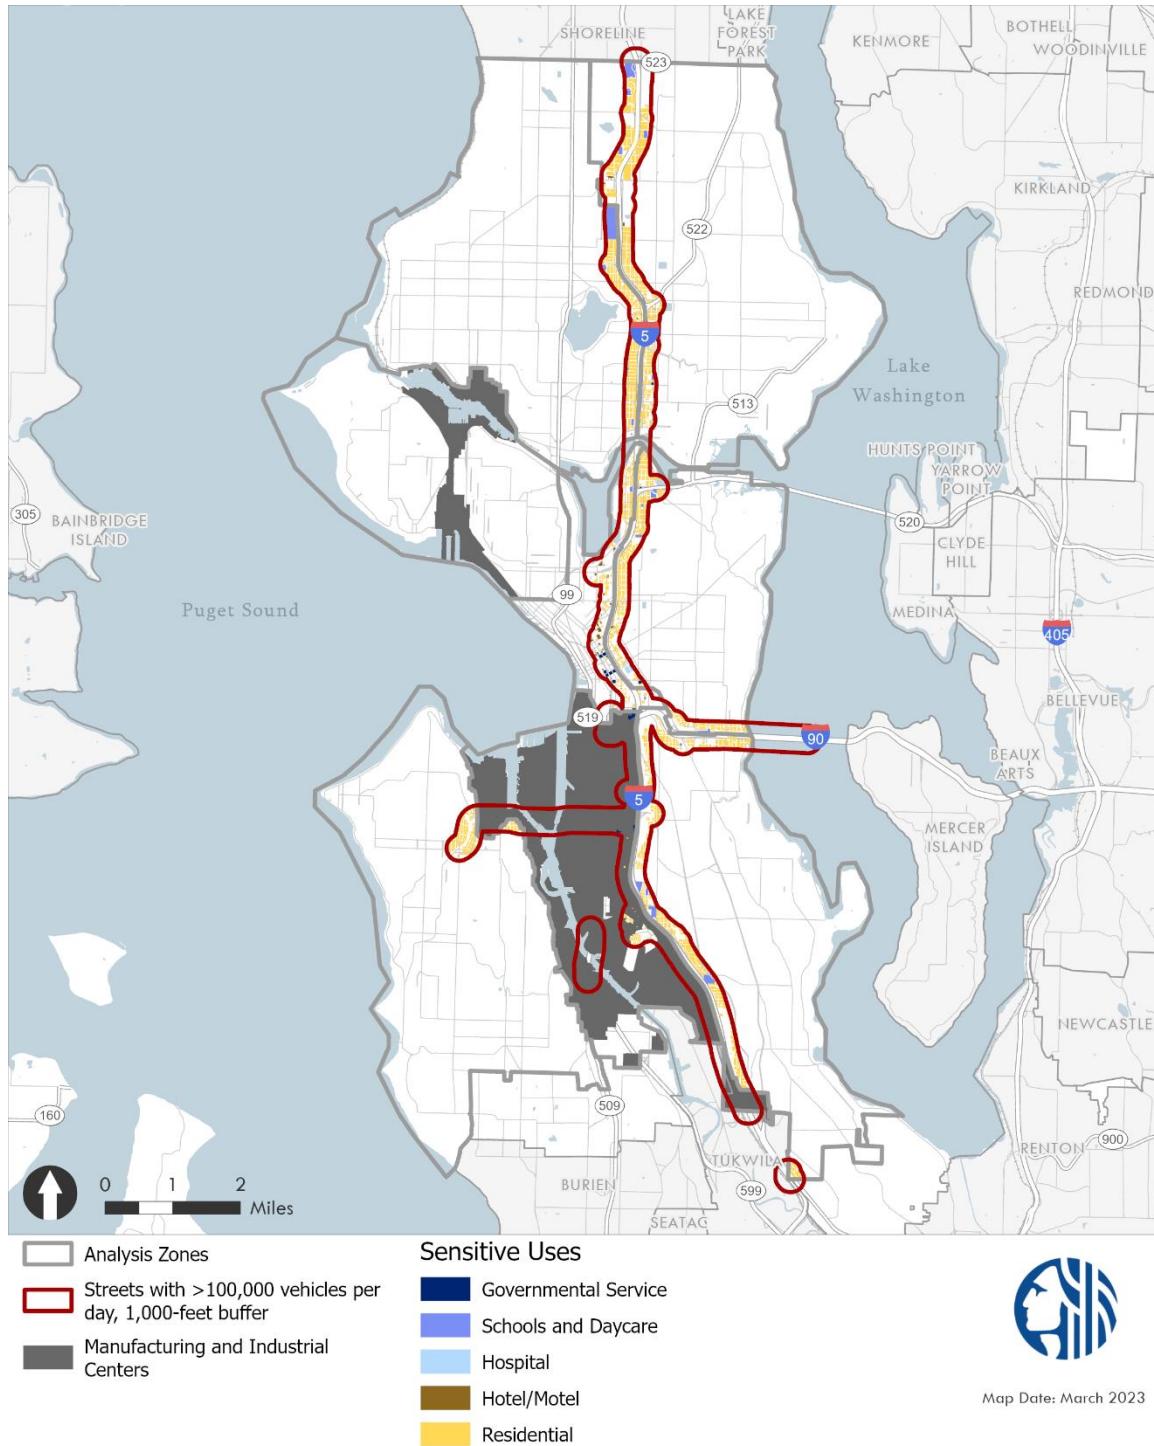 SHORELINE
LAKE
FOREST
PARK
KENMORE
BOTHELL
WOODINVILLE
523
KIRKLAND
522
REDMOND
5
Lake
Washington
513
HUNTS POINT
YARROW
POINT
305
BAINBRIDGE
ISLAND
520
CLYDE
HILL
99
Puget Sound
MEDINA
405
BELLEVUE
519
90
BEAUX
ARTS
5
MERCER
ISLAND
NEWCASTLE
160
509
RENTON
900
TUKWILA
599
BURIEN
SEATAC
0 1 2
Miles
Analysis Zones
Streets with >100,000 vehicles per
day, 1,000-feet buffer
Manufacturing and Industrial
Centers
Sensitive Uses
Governmental Service
Schools and Daycare
Hospital
Hotel/Motel
Residential
Map Date: March 2023